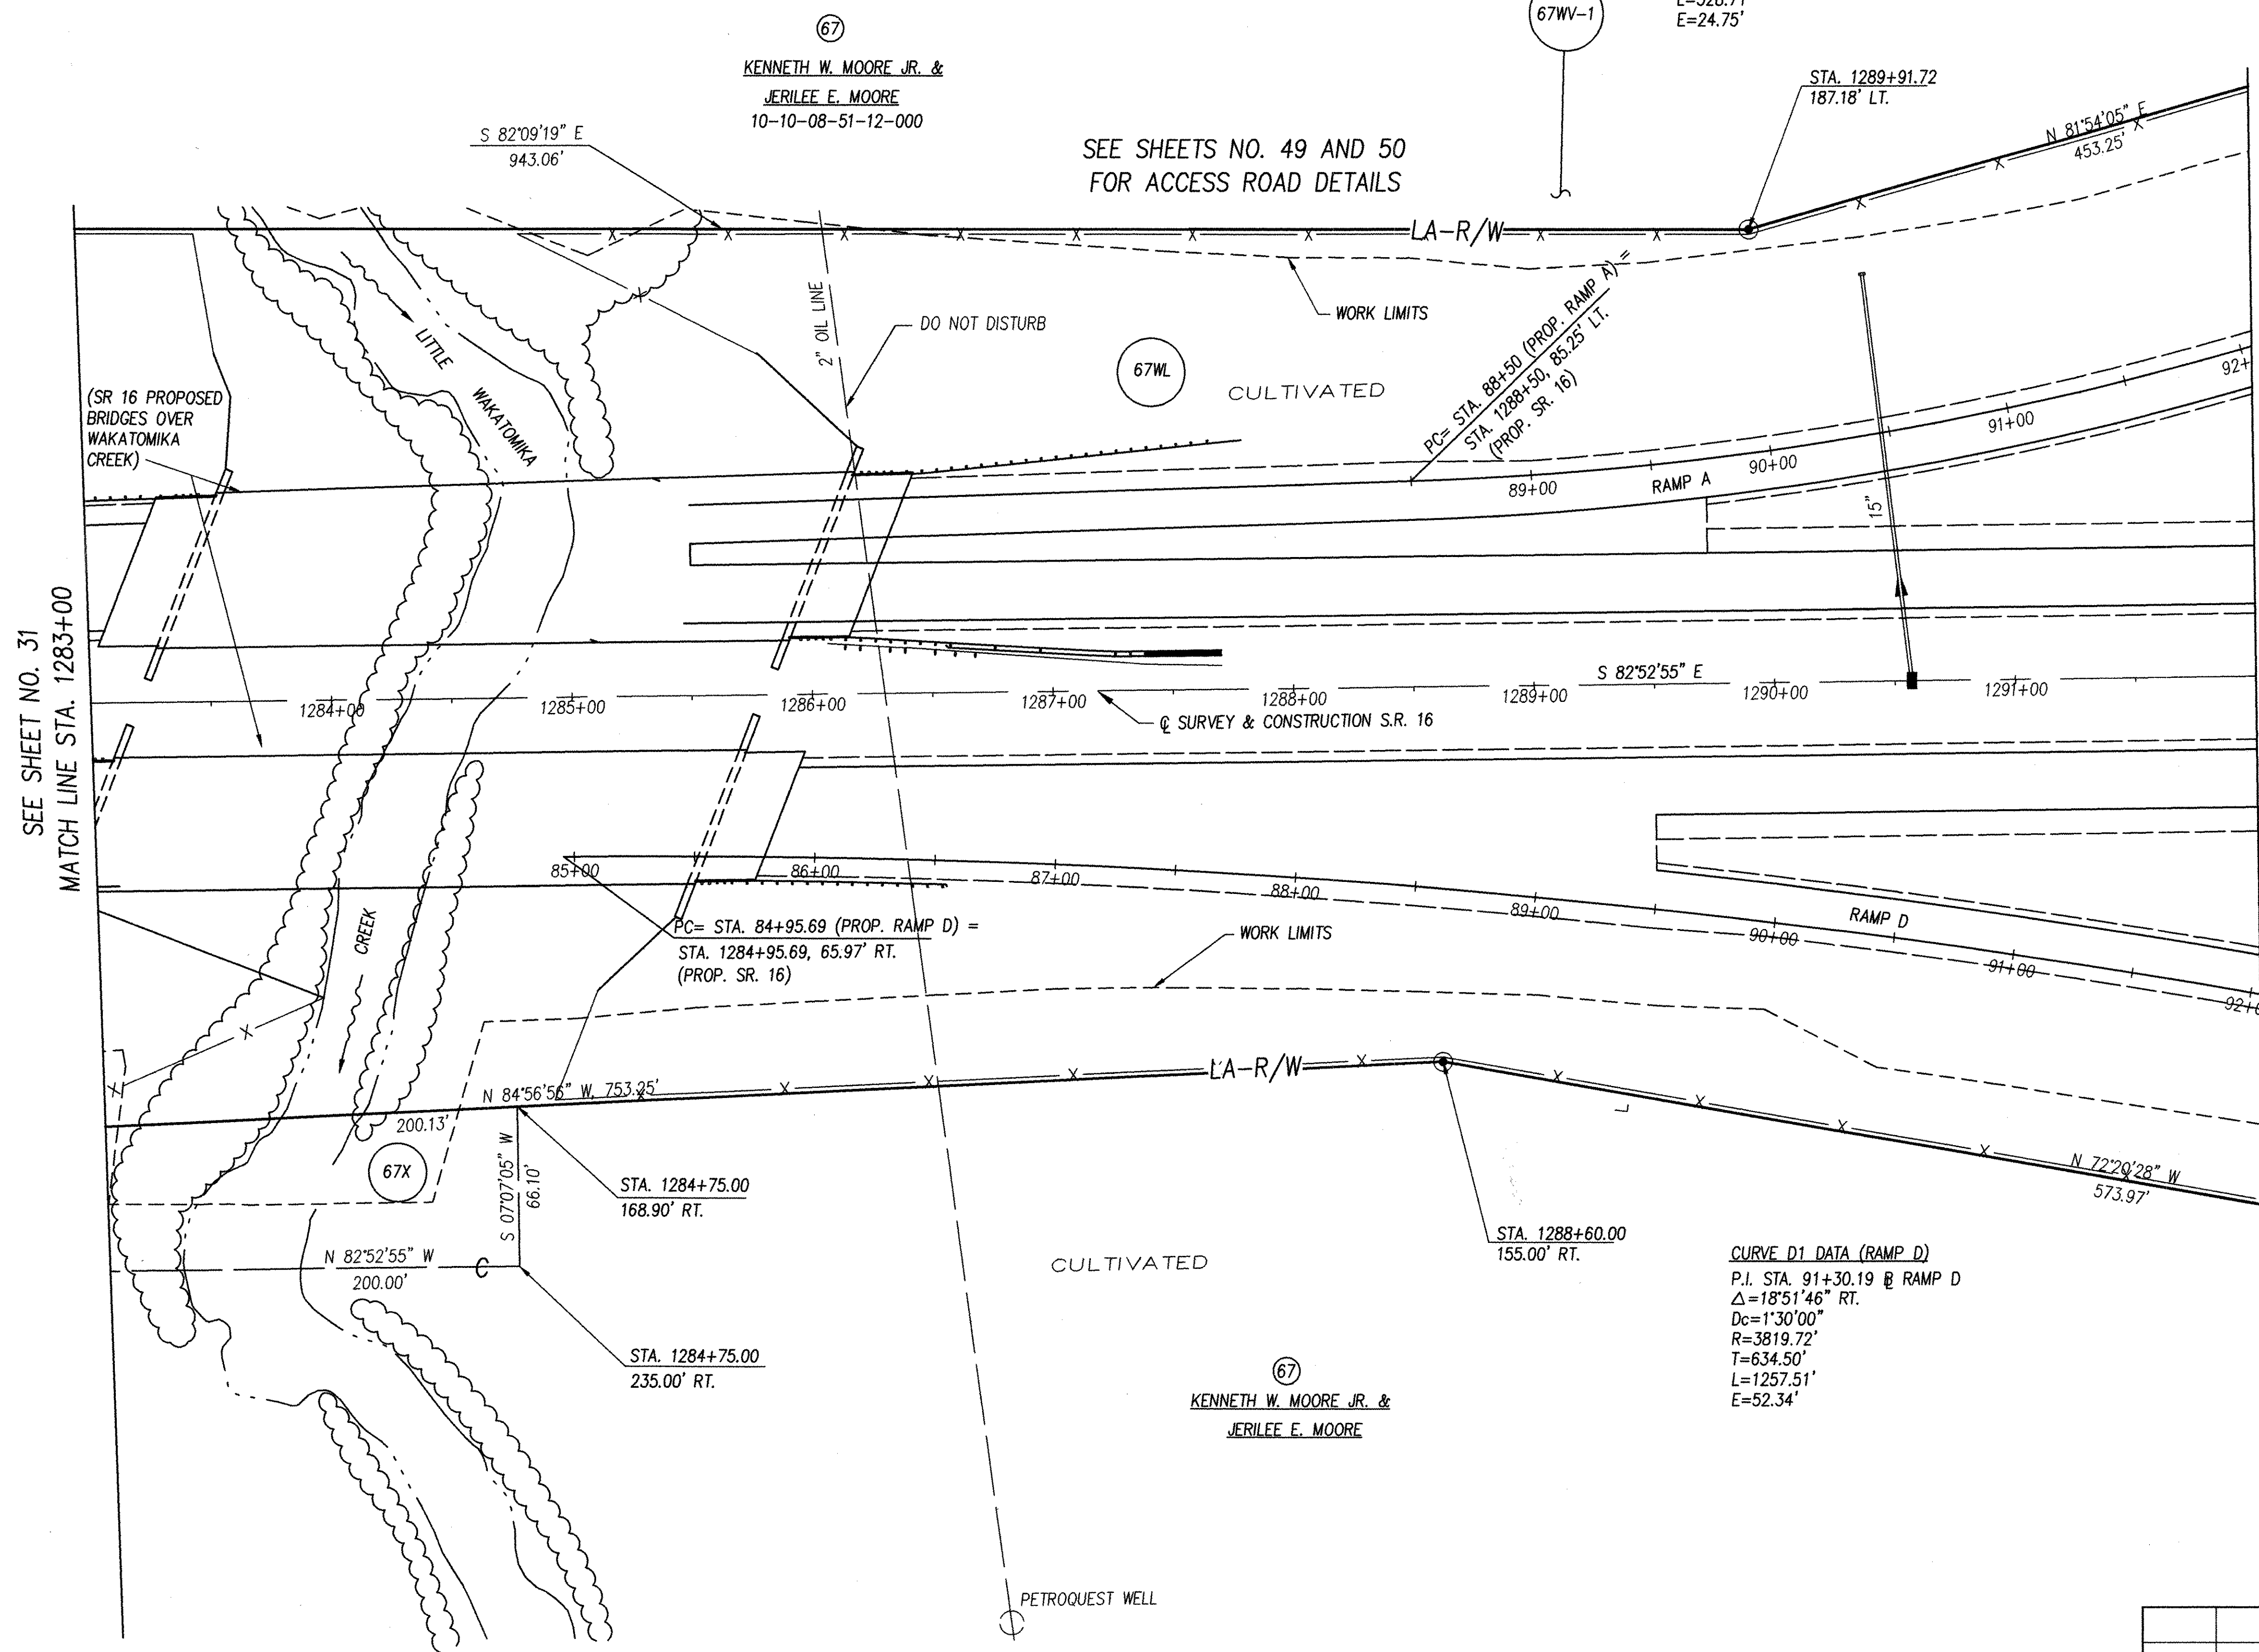 67
KENNETH W. MOORE JR. &
JERILEE E. MOORE
10-10-08-51-12-000
67WV-1
E=24.75'
STA. 1289+91.72
187.18' LT.
S 82°09'19" E
943.06'
SEE SHEETS NO. 49 AND 50
FOR ACCESS ROAD DETAILS
N 81°54'05" E
453.25'
LA-R/W
WORK LIMITS
2" OIL LINE
DO NOT DISTURB
LITTLE
WAKATOMIKA
67WL
CULTIVATED
PC= STA. 88+50 (PROP. RAMP A) =
STA. 1288+50, 85.25' LT.
(PROP. SR. 16)
(SR 16 PROPOSED
BRIDGES OVER
WAKATOMIKA
CREEK)
89+00
RAMP A
90+00
91+00
92+
15"
SEE SHEET NO. 31
MATCH LINE STA. 1283+00
1284+00
1285+00
1286+00
1287+00
1288+00
1289+00
S 82°52'55" E
1290+00
1291+00
℄ SURVEY & CONSTRUCTION S.R. 16
85+00
86+00
87+00
88+00
89+00
90+00
91+00
RAMP D
PC= STA. 84+95.69 (PROP. RAMP D) =
STA. 1284+95.69, 65.97' RT.
(PROP. SR. 16)
WORK LIMITS
CREEK
LA-R/W
N 84°56'56" W, 753.25'
200.13'
67X
S 07°07'05" W
66.10'
STA. 1284+75.00
168.90' RT.
N 82°52'55" W
200.00'
C
STA. 1284+75.00
235.00' RT.
STA. 1288+60.00
155.00' RT.
N 72°20'28" W
573.97'
CULTIVATED
CURVE D1 DATA (RAMP D)
P.I. STA. 91+30.19 ℄ RAMP D
Δ=18°51'46" RT.
Dc=1°30'00"
R=3819.72'
T=634.50'
L=1257.51'
E=52.34'
67
KENNETH W. MOORE JR. &
JERILEE E. MOORE
PETROQUEST WELL